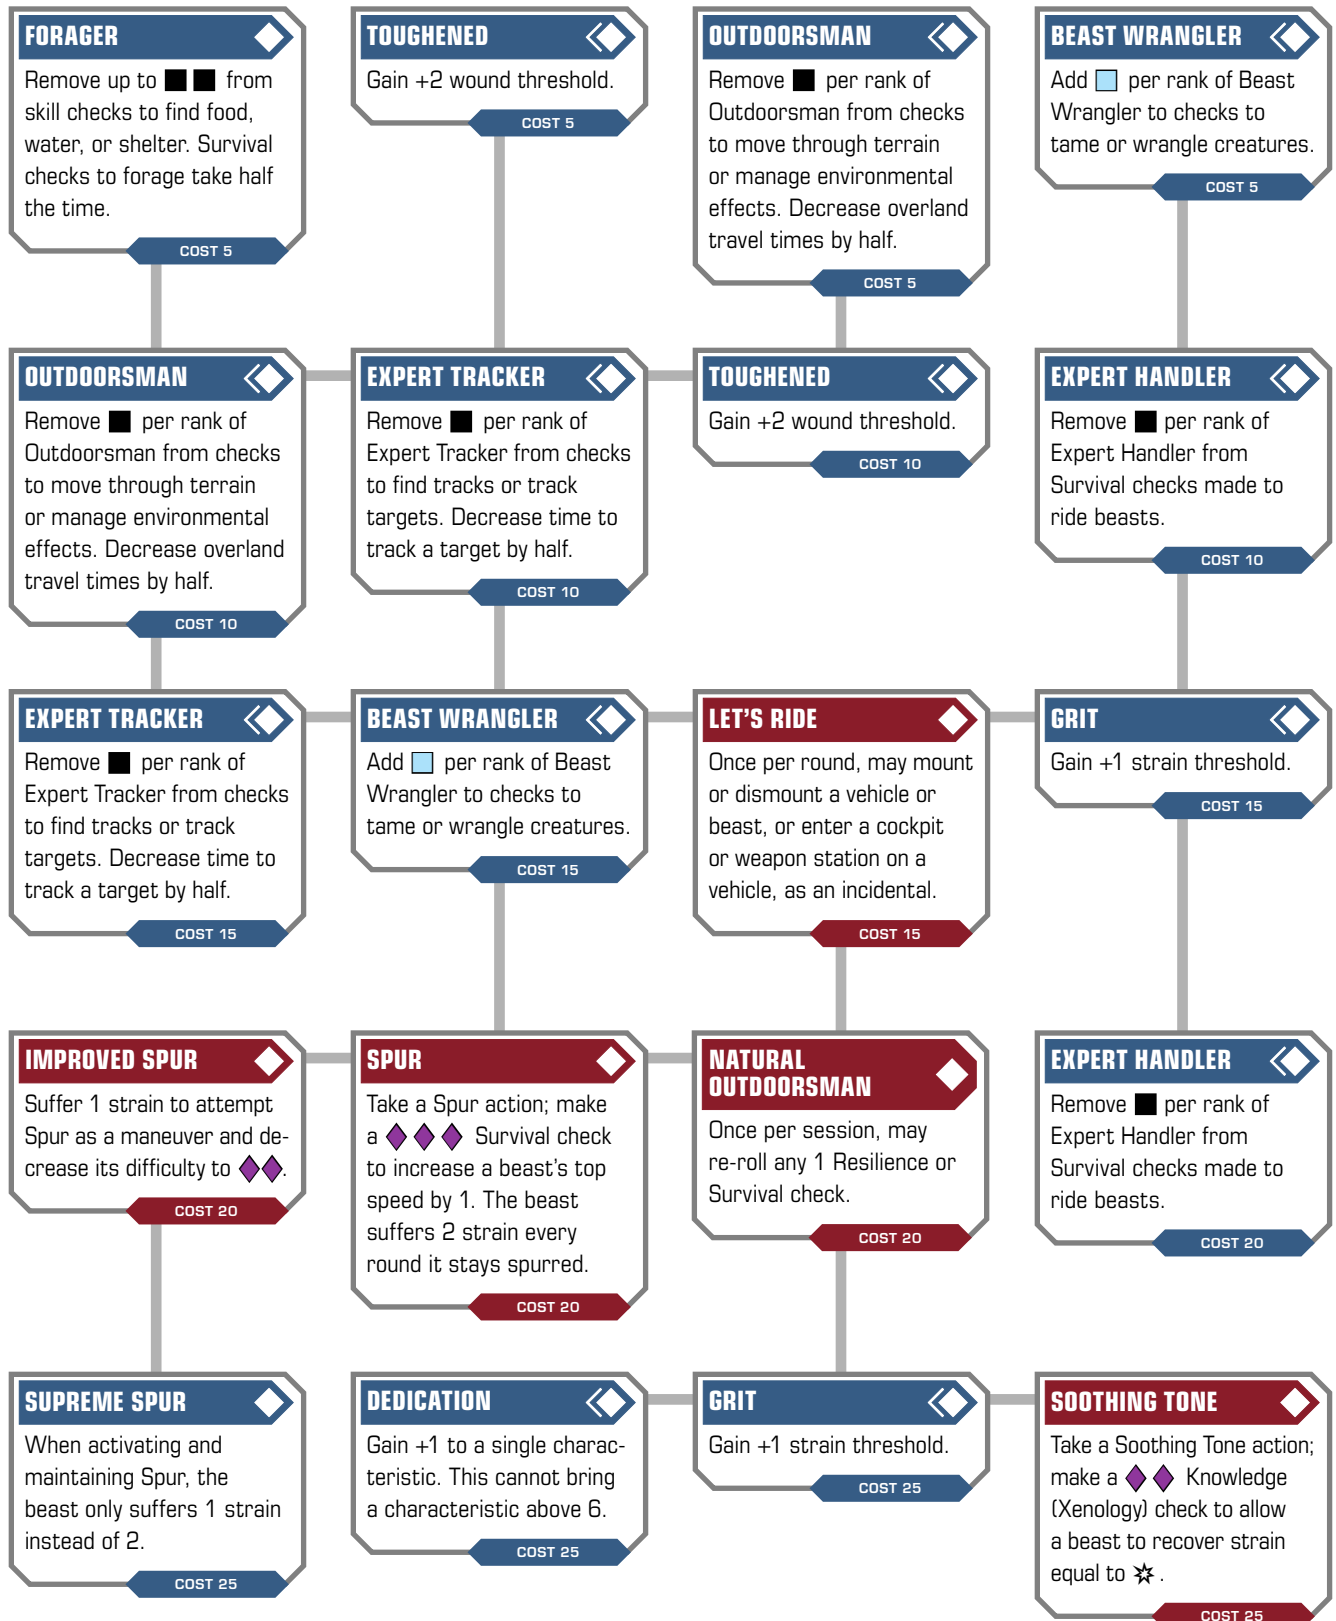 FORAGER
Remove up to from
skill checks to find food,
water, or shelter. Survival
checks to forage take half
the time.
COST 5
TOUGHENED
Gain +2 wound threshold.
COST 5
OUTDOORSMAN
Remove per rank of
Outdoorsman from checks
to move through terrain
or manage environmental
effects. Decrease overland
travel times by half.
COST 5
BEAST WRANGLER
Add per rank of Beast
Wrangler to checks to
tame or wrangle creatures.
COST 5
OUTDOORSMAN
Remove per rank of
Outdoorsman from checks
to move through terrain
or manage environmental
effects. Decrease overland
travel times by half.
COST 10
EXPERT TRACKER
Remove per rank of
Expert Tracker from checks
to find tracks or track
targets. Decrease time to
track a target by half.
COST 10
TOUGHENED
Gain +2 wound threshold.
COST 10
EXPERT HANDLER
Remove per rank of
Expert Handler from
Survival checks made to
ride beasts.
COST 10
EXPERT TRACKER
Remove per rank of
Expert Tracker from checks
to find tracks or track
targets. Decrease time to
track a target by half.
COST 15
BEAST WRANGLER
Add per rank of Beast
Wrangler to checks to
tame or wrangle creatures.
COST 15
LET'S RIDE
Once per round, may mount
or dismount a vehicle or
beast, or enter a cockpit
or weapon station on a
vehicle, as an incidental.
COST 15
GRIT
Gain +1 strain threshold.
COST 15
IMPROVED SPUR
Suffer 1 strain to attempt
Spur as a maneuver and de-
crease its difficulty to .
COST 20
SPUR
Take a Spur action; make
a Survival check
to increase a beast's top
speed by 1. The beast
suffers 2 strain every
round it stays spurred.
COST 20
NATURAL
OUTDOORSMAN
Once per session, may
re-roll any 1 Resilience or
Survival check.
COST 20
EXPERT HANDLER
Remove per rank of
Expert Handler from
Survival checks made to
ride beasts.
COST 20
SUPREME SPUR
When activating and
maintaining Spur, the
beast only suffers 1 strain
instead of 2.
COST 25
DEDICATION
Gain +1 to a single charac-
teristic. This cannot bring
a characteristic above 6.
COST 25
GRIT
Gain +1 strain threshold.
COST 25
SOOTHING TONE
Take a Soothing Tone action;
make a Knowledge
(Xenology) check to allow
a beast to recover strain
equal to .
COST 25